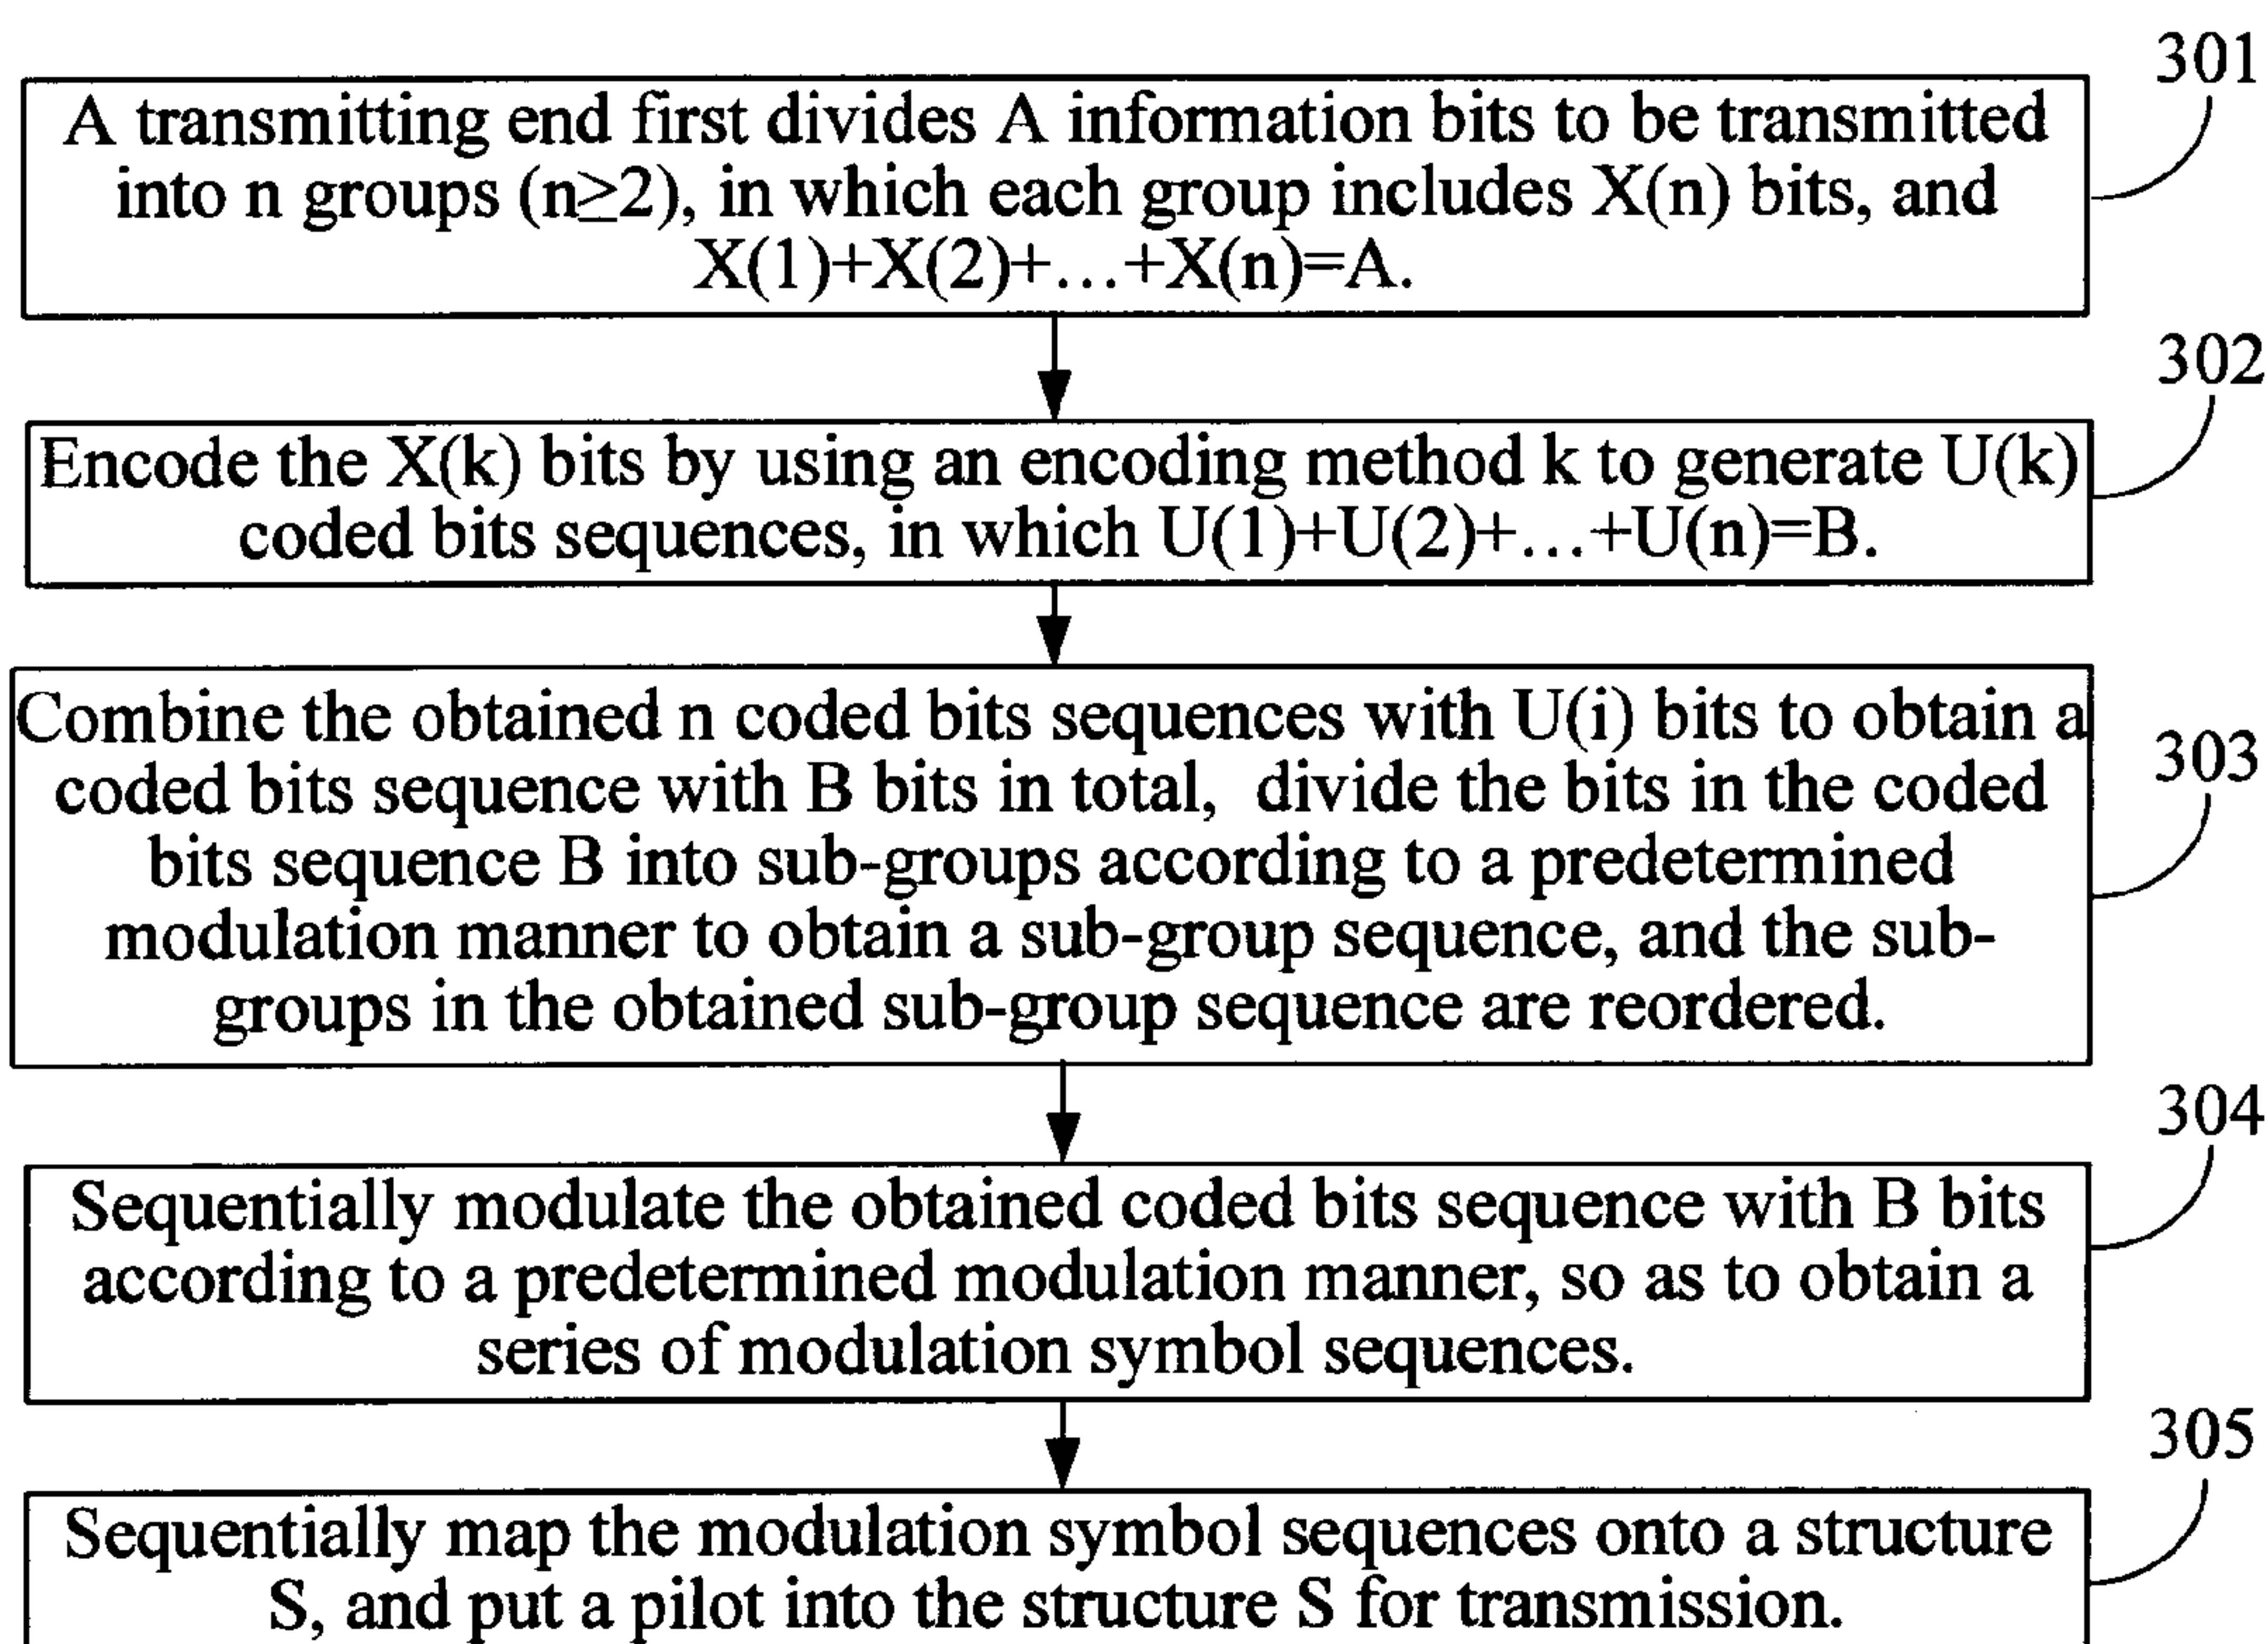 301
A transmitting end first divides A information bits to be transmitted
into n groups (n≥2), in which each group includes X(n) bits, and
X(1)+X(2)+...+X(n)=A.
302
Encode the X(k) bits by using an encoding method k to generate U(k)
coded bits sequences, in which U(1)+U(2)+...+U(n)=B.
Combine the obtained n coded bits sequences with U(i) bits to obtain a
303
coded bits sequence with B bits in total, divide the bits in the coded
bits sequence B into sub-groups according to a predetermined
modulation manner to obtain a sub-group sequence, and the sub-
groups in the obtained sub-group sequence are reordered.
304
Sequentially modulate the obtained coded bits sequence with B bits
according to a predetermined modulation manner, so as to obtain a
series of modulation symbol sequences.
305
Sequentially map the modulation symbol sequences onto a structure
S, and put a pilot into the structure S for transmission.